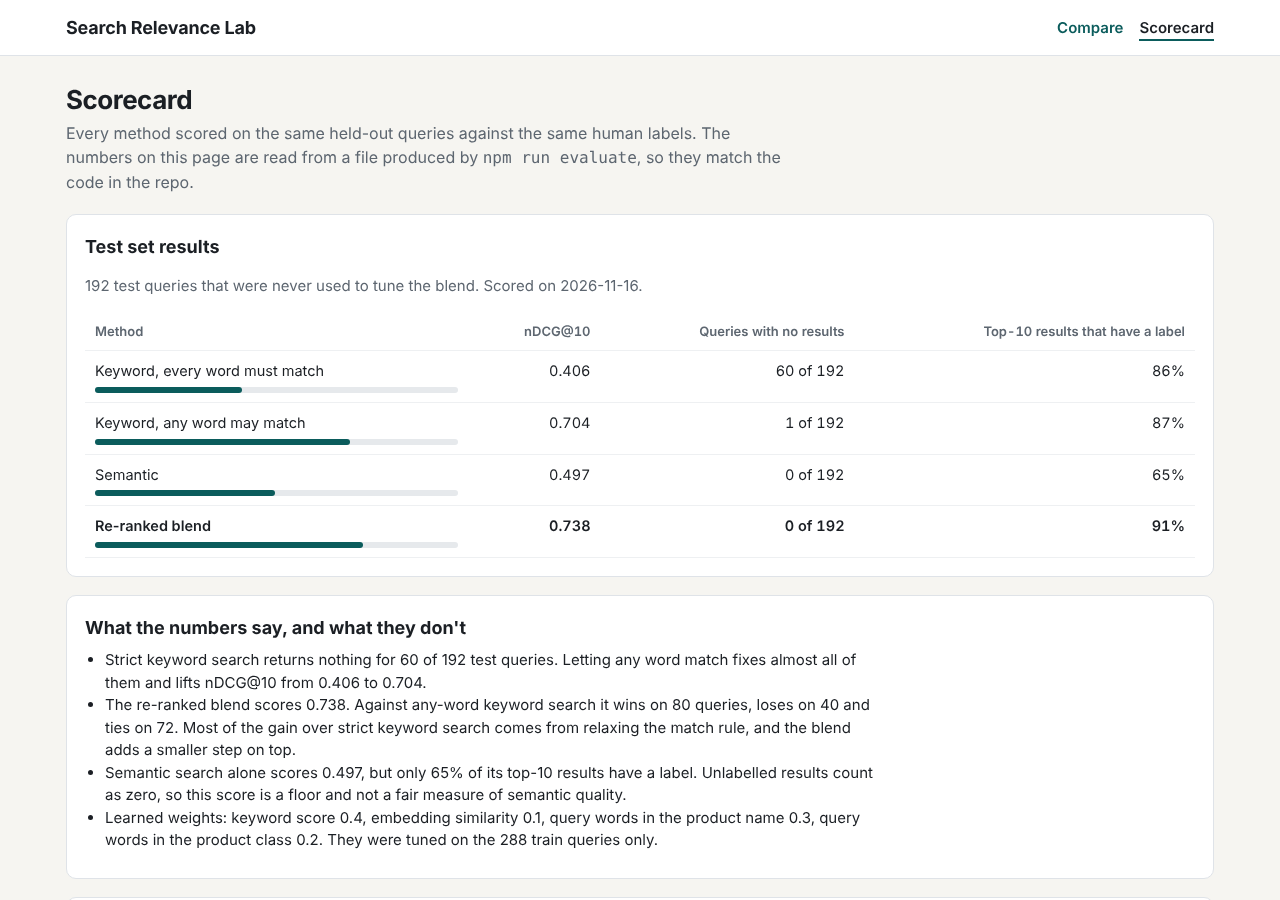 Search Relevance Lab
Compare
Scorecard
Scorecard
Every method scored on the same held-out queries against the same human labels. The
numbers on this page are read from a file produced by npm run evaluate, so they match the
code in the repo.
Test set results
192 test queries that were never used to tune the blend. Scored on 2026-11-16.
Method nDCG@10 Queries with no results Top-10 results that have a label
Keyword, every word must match 0.406 60 of 192 86%
Keyword, any word may match 0.704 1 of 192 87%
Semantic 0.497 0 of 192 65%
Re-ranked blend 0.738 0 of 192 91%
What the numbers say, and what they don't
• Strict keyword search returns nothing for 60 of 192 test queries. Letting any word match fixes almost all of
them and lifts nDCG@10 from 0.406 to 0.704.
• The re-ranked blend scores 0.738. Against any-word keyword search it wins on 80 queries, loses on 40 and
ties on 72. Most of the gain over strict keyword search comes from relaxing the match rule, and the blend
adds a smaller step on top.
• Semantic search alone scores 0.497, but only 65% of its top-10 results have a label. Unlabelled results count
as zero, so this score is a floor and not a fair measure of semantic quality.
• Learned weights: keyword score 0.4, embedding similarity 0.1, query words in the product name 0.3, query
words in the product class 0.2. They were tuned on the 288 train queries only.